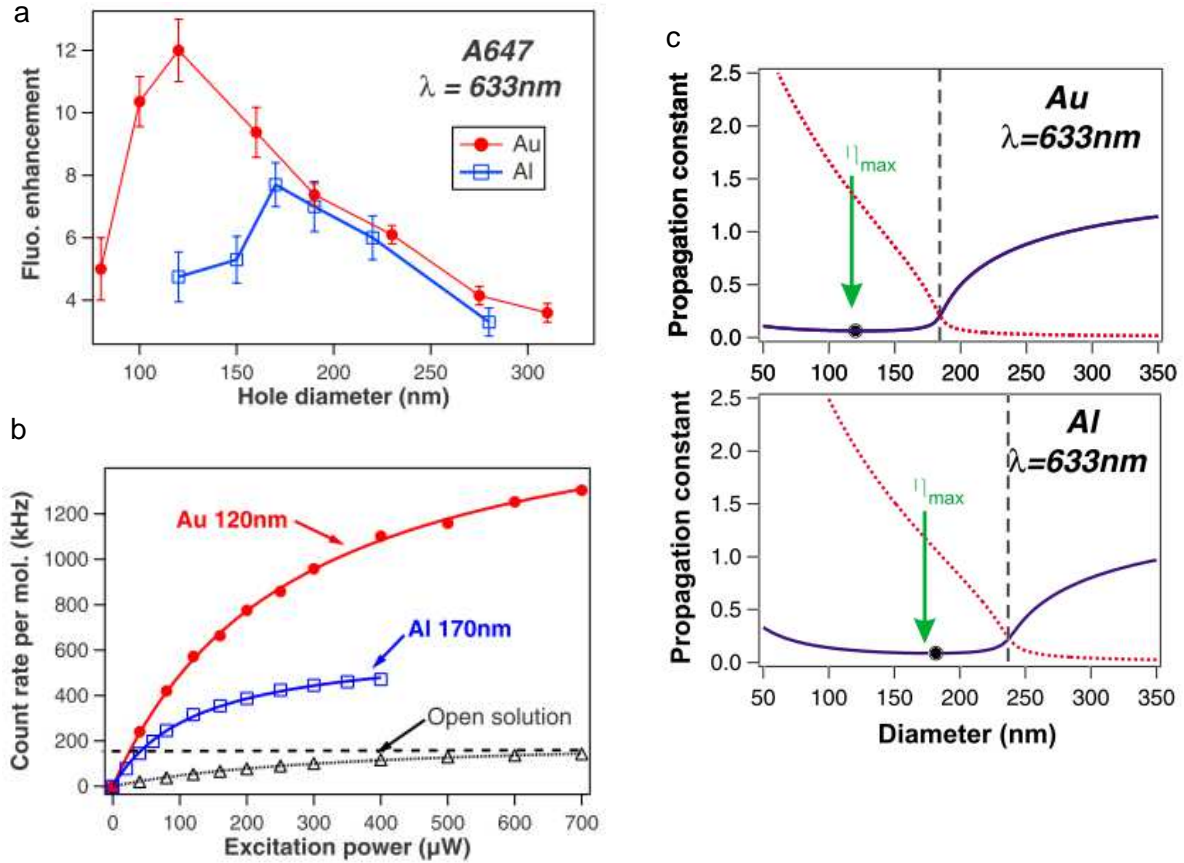 a
Fluo. enhancement
12
10
8
6
4
A647
λ = 633nm
Au
Al
100
150
200
250
300
Hole diameter (nm)
b
Count rate per mol. (kHz)
1200
1000
800
600
400
200
0
Au 120nm
Al 170nm
Open solution
0
100
200
300
400
500
600
700
Excitation power (µW)
c
Propagation constant
2.5
2.0
1.5
1.0
0.5
0.0
Au
λ=633nm
ηmax
50
100
150
200
250
300
350
Propagation constant
2.5
2.0
1.5
1.0
0.5
0.0
Al
λ=633nm
ηmax
50
100
150
200
250
300
350
Diameter (nm)